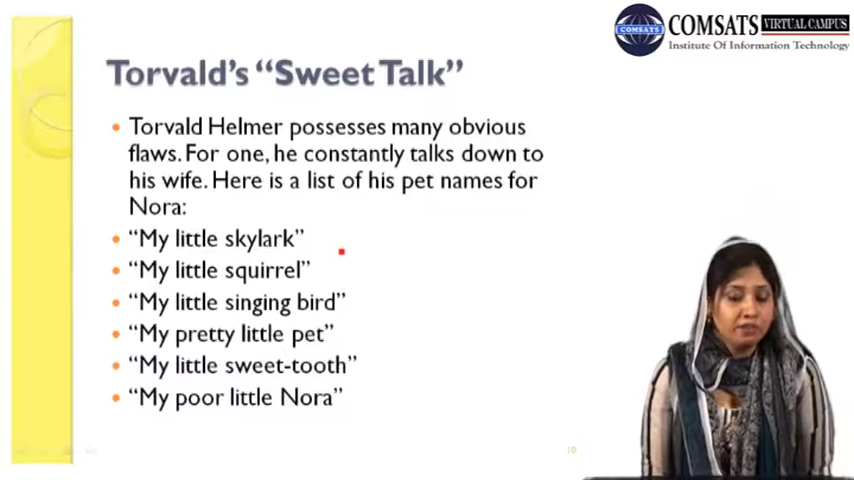 COMSATS VIRTUAL CAMPUS
COMSATS
Institute Of Information Technology
Torvald's “Sweet Talk”
Torvald Helmer possesses many obvious
flaws. For one, he constantly talks down to
his wife. Here is a list of his pet names for
Nora:
“My little skylark”
“My little squirrel”
“My little singing bird”
“My pretty little pet”
“My little sweet-tooth”
“My poor little Nora”
10